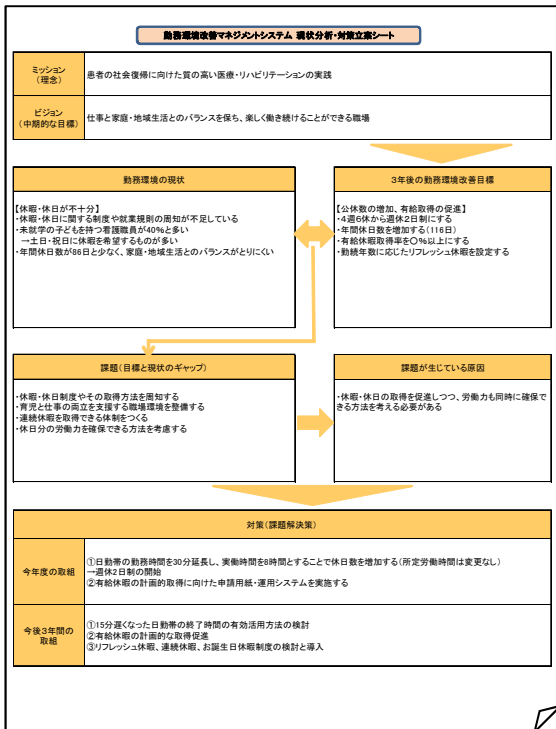 勤務環境改善マネジメントシステム 現状分析・対策立案シート
ミッション
(理念)
患者の社会復帰に向けた質の高い医療・リハビリテーションの実践
ビジョン
(中期的な目標)
仕事と家庭・地域生活とのバランスを保ち、楽しく働き続けることができる職場
勤務環境の現状
【休暇・休日が不十分】
・休暇・休日に関する制度や就業規則の周知が不足している
・未就学の子どもを持つ看護職員が40%と多い
→土日・祝日に休暇を希望するものが多い
・年間休日数が86日と少なく、家庭・地域生活とのバランスがとりにくい
3年後の勤務環境改善目標
【公休数の増加、有給取得の促進】
・4週6休から週休2日制にする
・年間休日数を増加する(116日)
・有給休暇取得率を○%以上にする
・勤続年数に応じたリフレッシュ休暇を設定する
課題(目標と現状のギャップ)
・休暇・休日制度やその取得方法を周知する
・育児と仕事の両立を支援する職場環境を整備する
・連続休暇を取得できる体制をつくる
・休日分の労働力を確保できる方法を考慮する
課題が生じている原因
・休暇・休日の取得を促進しつつ、労働力も同時に確保で
きる方法を考える必要がある
対策(課題解決策)
今年度の取組
①日勤帯の勤務時間を30分延長し、実働時間を8時間とすることで休日数を増加する(所定労働時間は変更なし)
→週休2日制の開始
②有給休暇の計画的取得に向けた申請用紙・運用システムを実施する
今後3年間の
取組
①15分遅くなった日勤帯の終了時間の有効活用方法の検討
②有給休暇の計画的な取得促進
③リフレッシュ休暇、連続休暇、お誕生日休暇制度の検討と導入